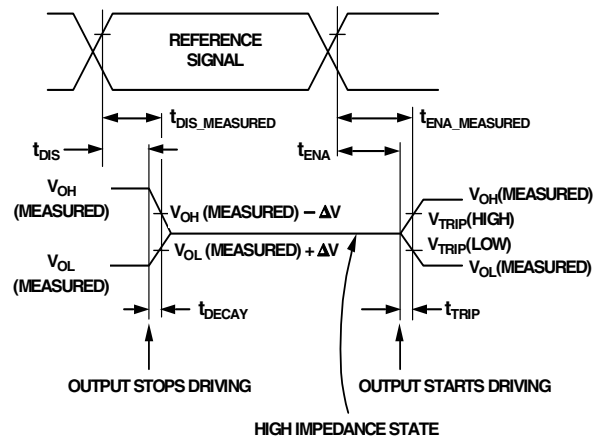 REFERENCE
SIGNAL
tDIS_MEASURED
tENA_MEASURED
tDIS
tENA
VOH
(MEASURED)
VOH (MEASURED) – ΔV
VOL (MEASURED) + ΔV
VOL
(MEASURED)
VOH(MEASURED)
VTRIP(HIGH)
VTRIP(LOW)
VOL(MEASURED)
tDECAY
tTRIP
OUTPUT STOPS DRIVING
OUTPUT STARTS DRIVING
HIGH IMPEDANCE STATE